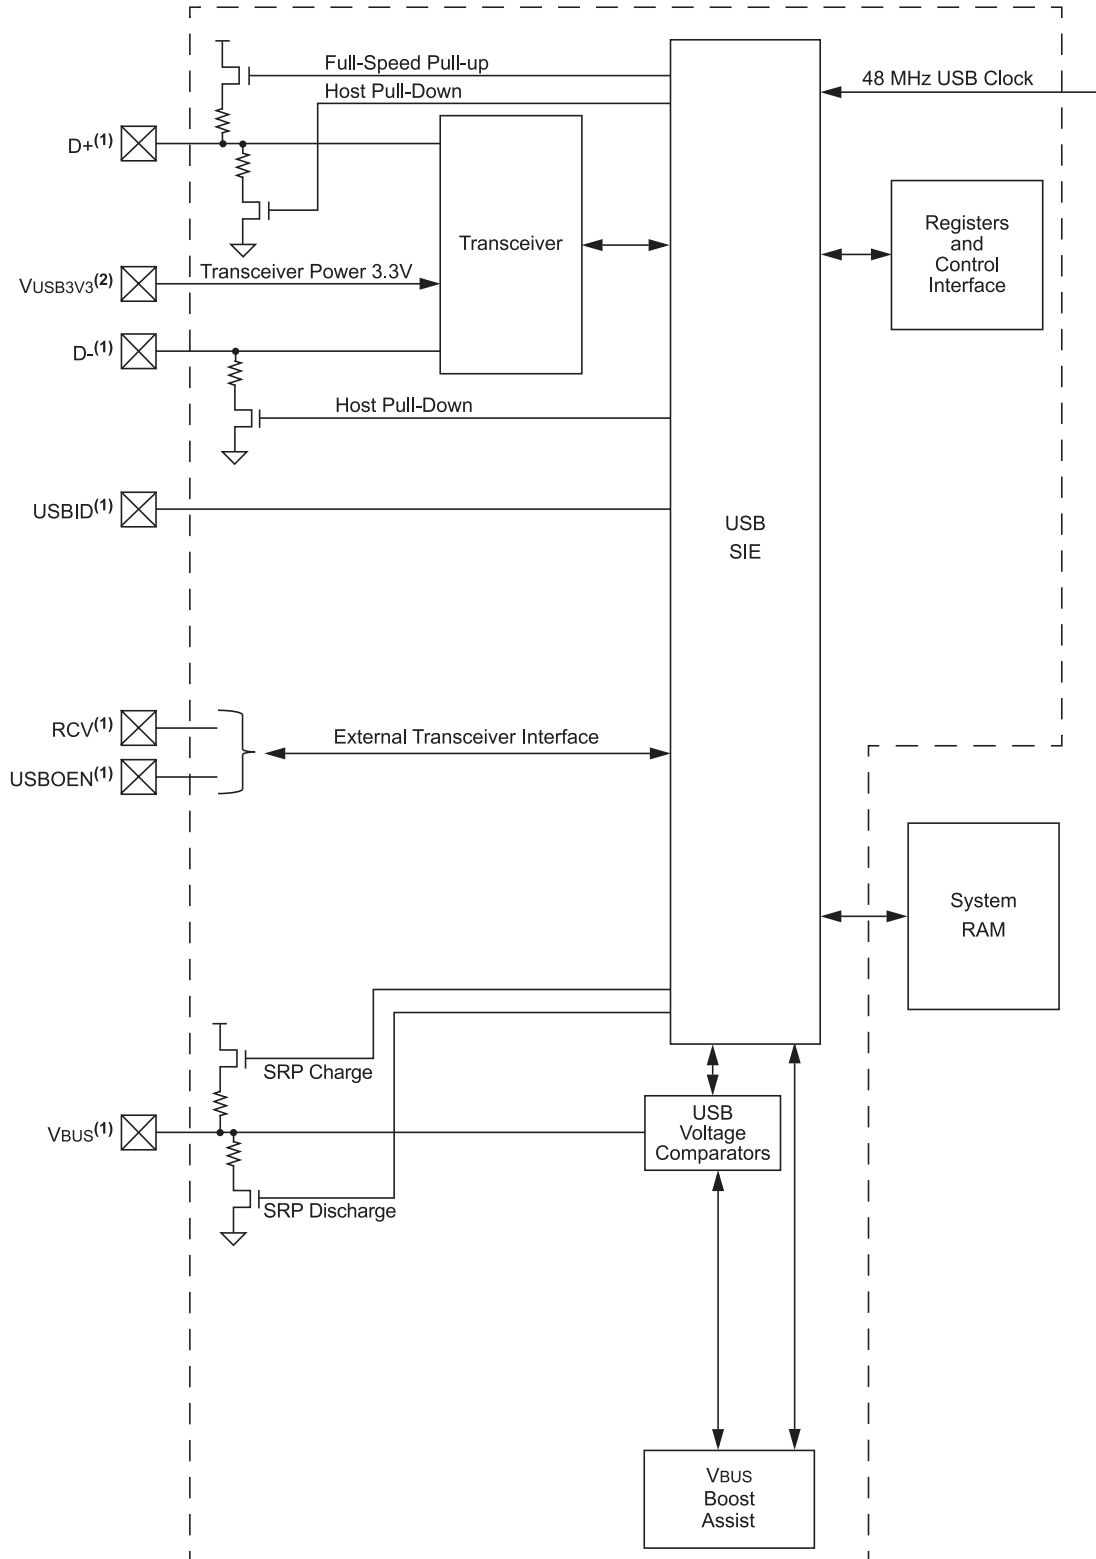 Full-Speed Pull-up
48 MHz USB Clock
Host Pull-Down
D+(1)
Registers
and
Control
Interface
Transceiver
Transceiver Power 3.3V
VUSB3V3(2)
D-(1)
Host Pull-Down
USBID(1)
USB
SIE
RCV(1)
External Transceiver Interface
USBOEN(1)
System
RAM
SRP Charge
VBUS(1)
USB
Voltage
Comparators
SRP Discharge
VBUS
Boost
Assist